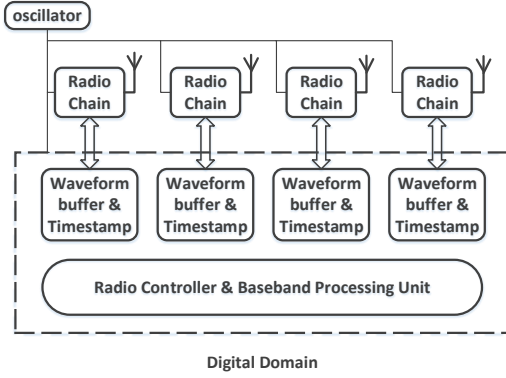 oscillator
Radio
Chain
Radio
Chain
Radio
Chain
Radio
Chain
Waveform
buffer &
Timestamp
Waveform
buffer &
Timestamp
Waveform
buffer &
Timestamp
Waveform
buffer &
Timestamp
Radio Controller & Baseband Processing Unit
Digital Domain